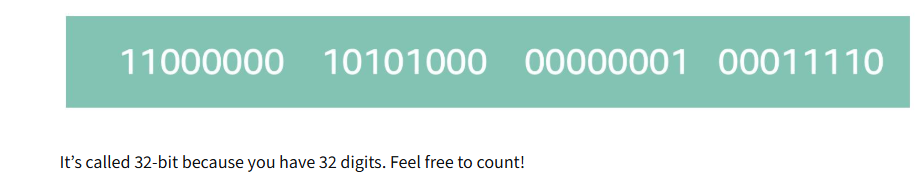 11000000 10101000 00000001 00011110
It’s called 32-bit because you have 32 digits. Feel free to count!